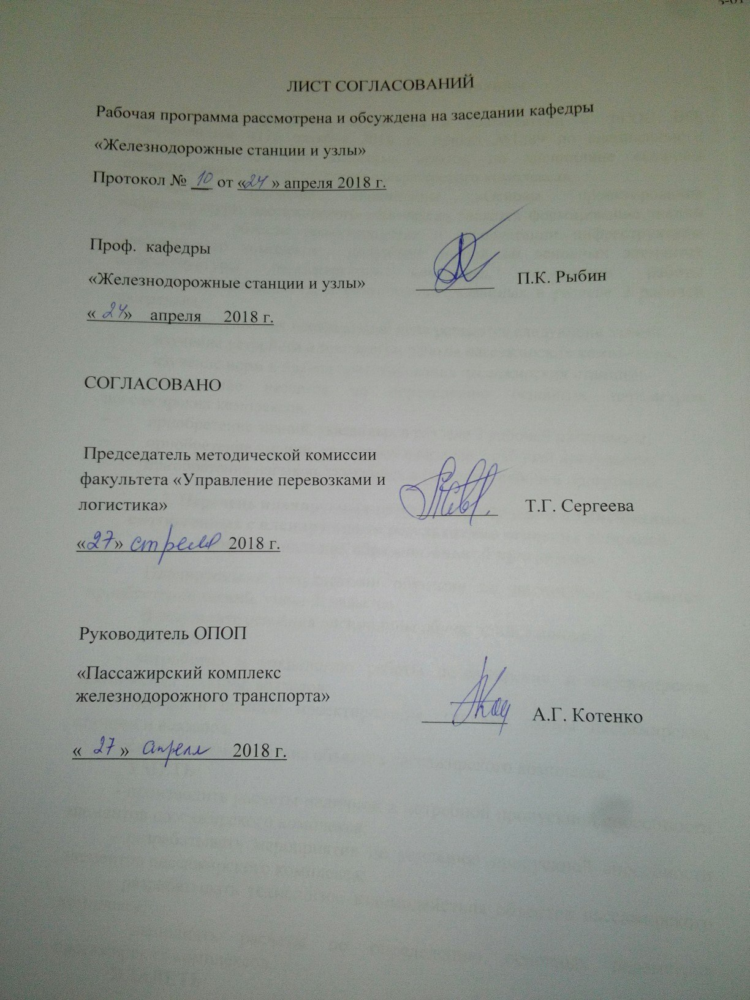 ЛИСТ СОГЛАСОВАНИЙ
Рабочая программа рассмотрена и обсуждена на заседании кафедры
«Железнодорожные станции и узлы»
Протокол № 10 от «24» апреля 2018 г.
Проф. кафедры
«Железнодорожные станции и узлы» П.К. Рыбин
« 24» апреля 2018 г.
СОГЛАСОВАНО
Председатель методической комиссии
факультета «Управление перевозками и
логистика» Т.Г. Сергеева
«27» апреля 2018 г.
Руководитель ОПОП
«Пассажирский комплекс
железнодорожного транспорта»
А.Г. Котенко
« 27 » апреля 2018 г.